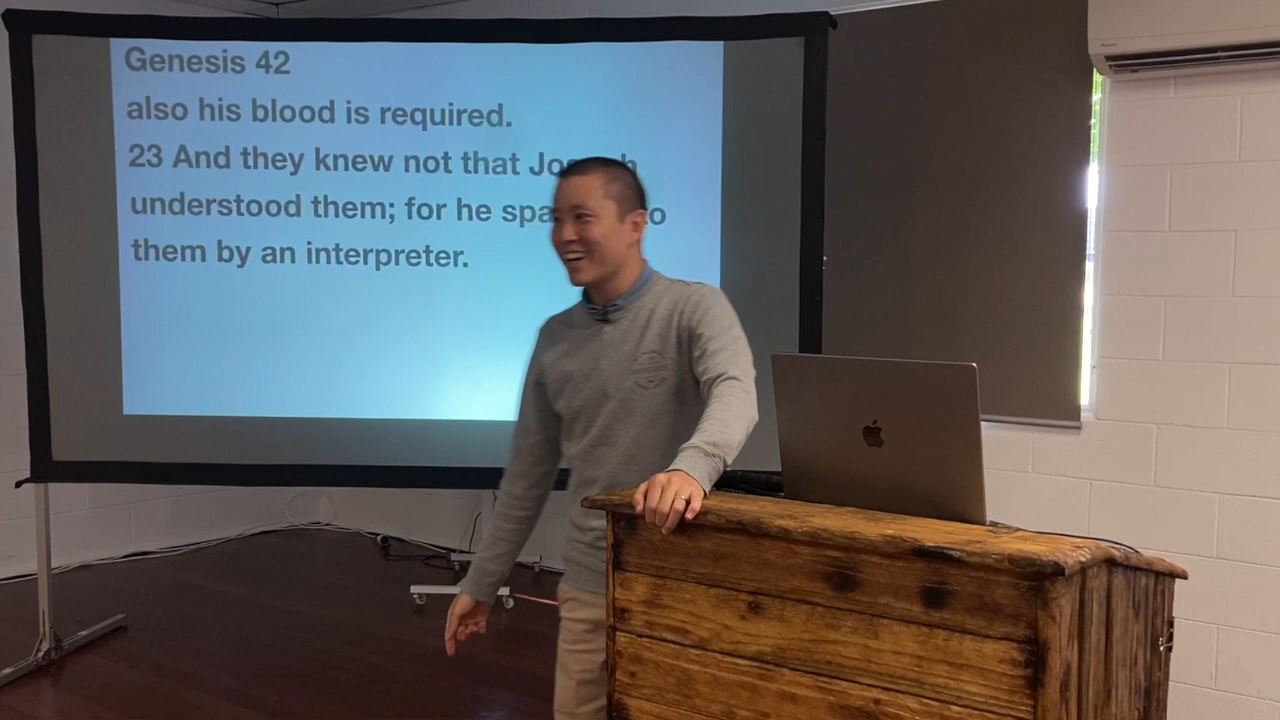 Genesis 42
also his blood is required.
23 And they knew not that
understood them; for he
them by an interpreter.